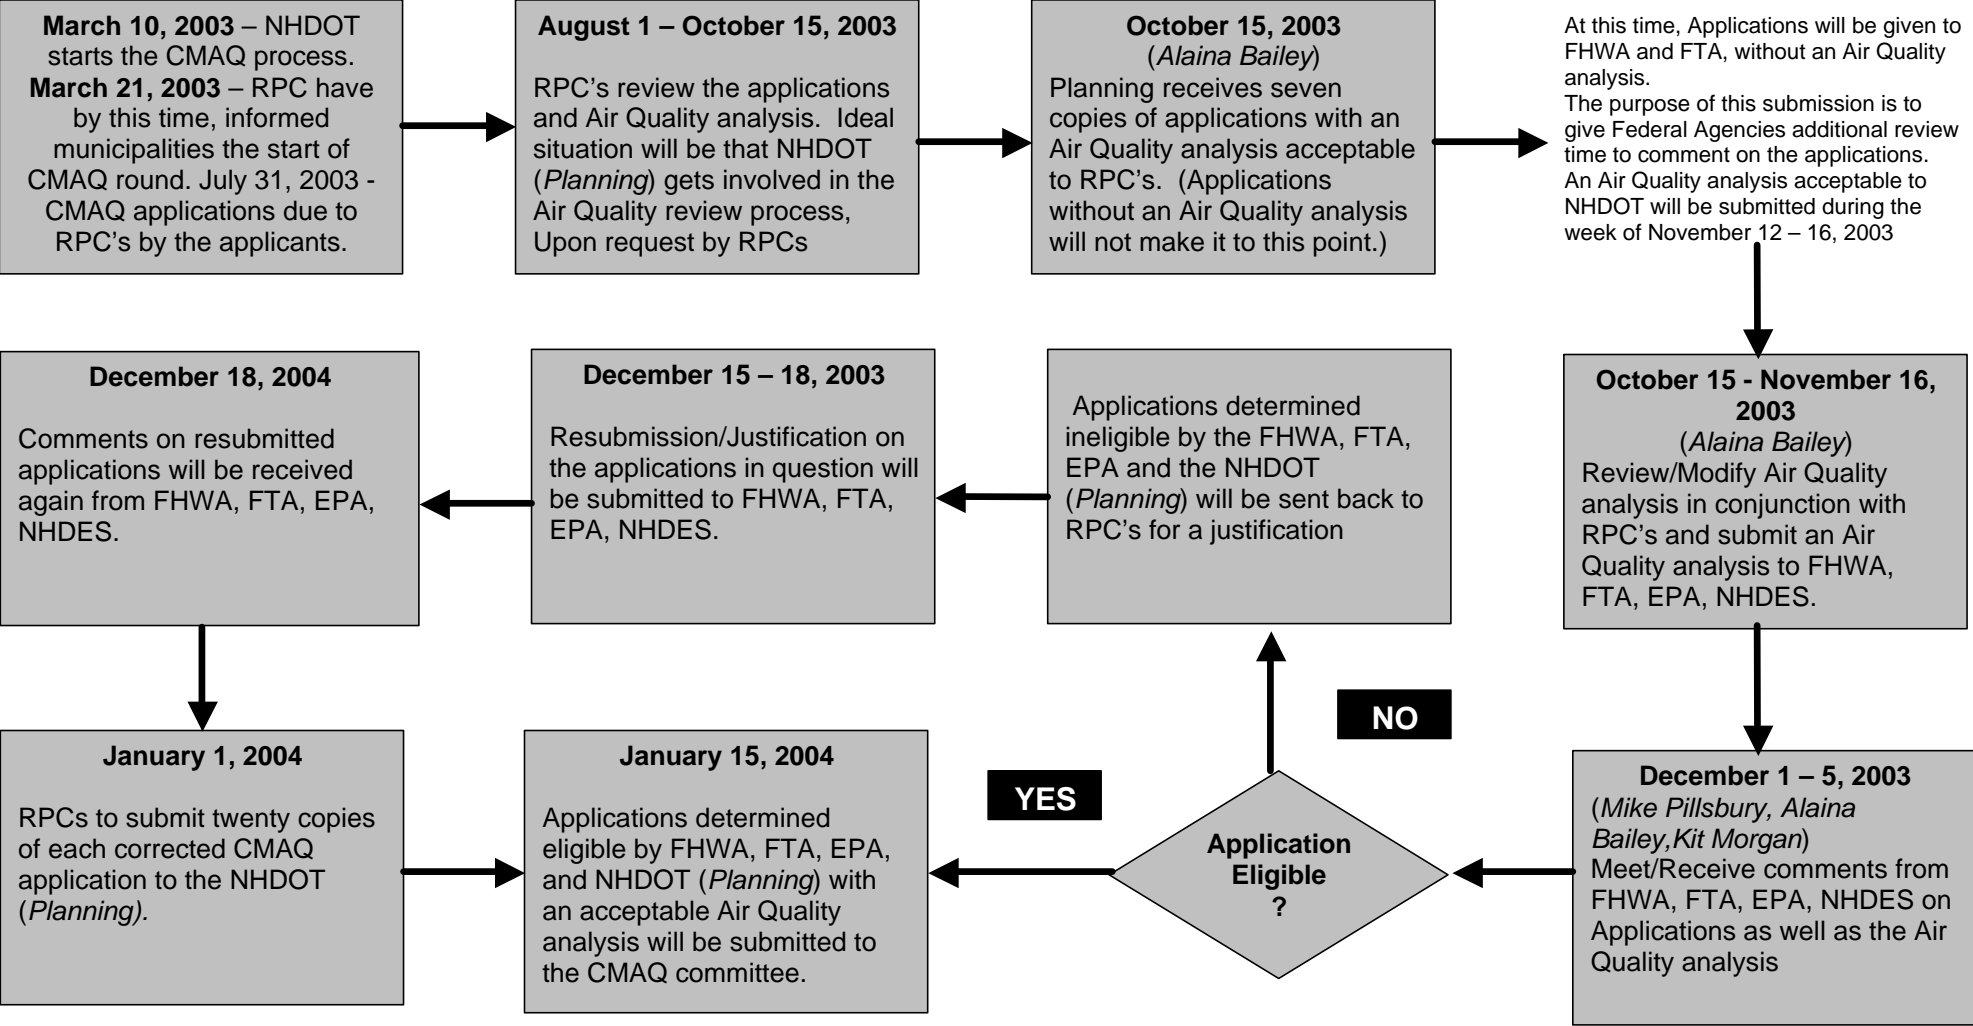 March 10, 2003 – NHDOT
starts the CMAQ process.
March 21, 2003 – RPC have
by this time, informed
municipalities the start of
CMAQ round. July 31, 2003 -
CMAQ applications due to
RPC's by the applicants.
August 1 – October 15, 2003
RPC's review the applications
and Air Quality analysis.  Ideal
situation will be that NHDOT
(Planning) gets involved in the
Air Quality review process,
Upon request by RPCs
October 15, 2003
(Alaina Bailey)
Planning receives seven
copies of applications with an
Air Quality analysis acceptable
to RPC's.  (Applications
without an Air Quality analysis
will not make it to this point.)
At this time, Applications will be given to
FHWA and FTA, without an Air Quality
analysis.
The purpose of this submission is to
give Federal Agencies additional review
time to comment on the applications.
An Air Quality analysis acceptable to
NHDOT will be submitted during the
week of November 12 – 16, 2003
October 15 - November 16,
2003
(Alaina Bailey)
Review/Modify Air Quality
analysis in conjunction with
RPC's and submit an Air
Quality analysis to FHWA,
FTA, EPA, NHDES.
December 1 – 5, 2003
(Mike Pillsbury, Alaina
Bailey,Kit Morgan)
Meet/Receive comments from
FHWA, FTA, EPA, NHDES on
Applications as well as the Air
Quality analysis
Application
Eligible
?
NO
Applications determined
ineligible by the FHWA, FTA,
EPA and the NHDOT
(Planning) will be sent back to
RPC's for a justification
December 15 – 18, 2003
Resubmission/Justification on
the applications in question will
be submitted to FHWA, FTA,
EPA, NHDES.
December 18, 2004
Comments on resubmitted
applications will be received
again from FHWA, FTA, EPA,
NHDES.
January 1, 2004
RPCs to submit twenty copies
of each corrected CMAQ
application to the NHDOT
(Planning).
YES
January 15, 2004
Applications determined
eligible by FHWA, FTA, EPA,
and NHDOT (Planning) with
an acceptable Air Quality
analysis will be submitted to
the CMAQ committee.